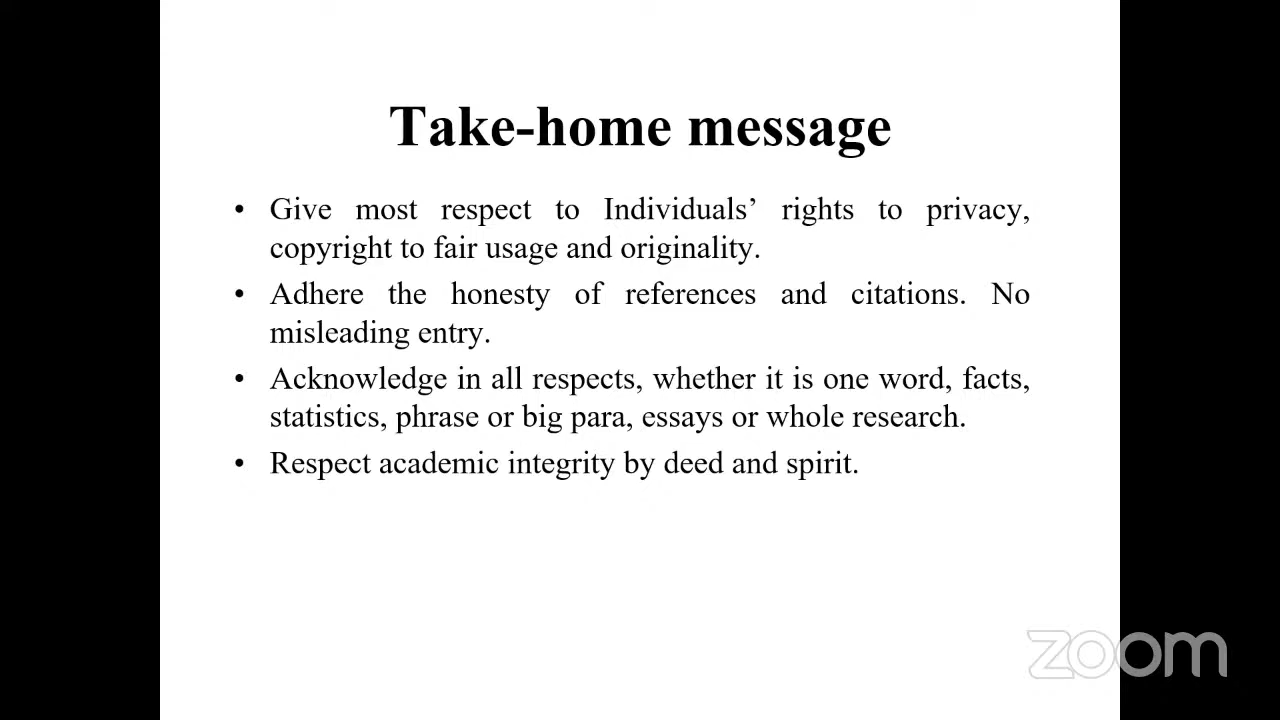 Take-home message
• Give most respect to Individuals’ rights to privacy,
copyright to fair usage and originality.
• Adhere the honesty of references and citations. No
misleading entry.
• Acknowledge in all respects, whether it is one word, facts,
statistics, phrase or big para, essays or whole research.
• Respect academic integrity by deed and spirit.
zoom